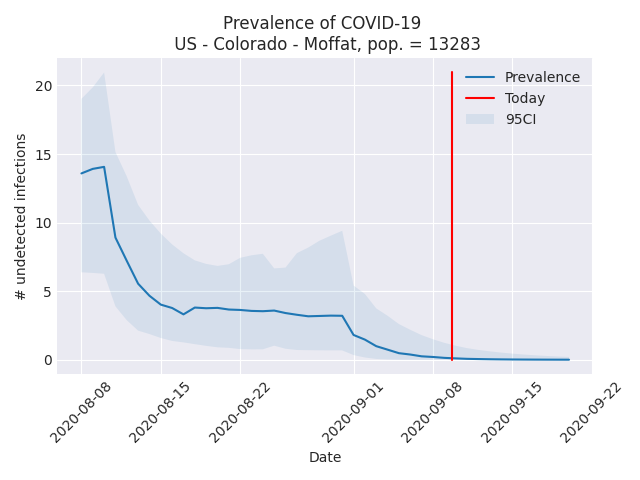 Prevalence of COVID-19
US - Colorado - Moffat, pop. = 13283
# undetected infections
20
15
10
5
0
Prevalence
Today
95CI
2020-08-08
2020-08-15
2020-08-22
2020-09-01
2020-09-08
2020-09-15
2020-09-22
Date